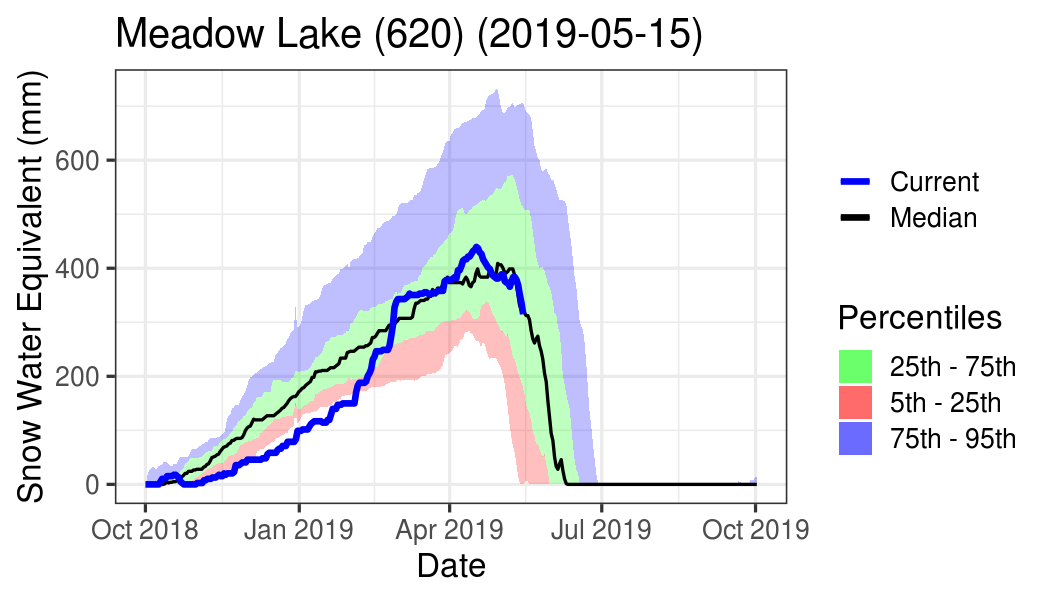 Meadow Lake (620) (2019-05-15)
Snow Water Equivalent (mm)
600
400
200
0
Oct 2018
Jan 2019
Apr 2019
Jul 2019
Oct 2019
Date
Current
Median
Percentiles
25th - 75th
5th - 25th
75th - 95th